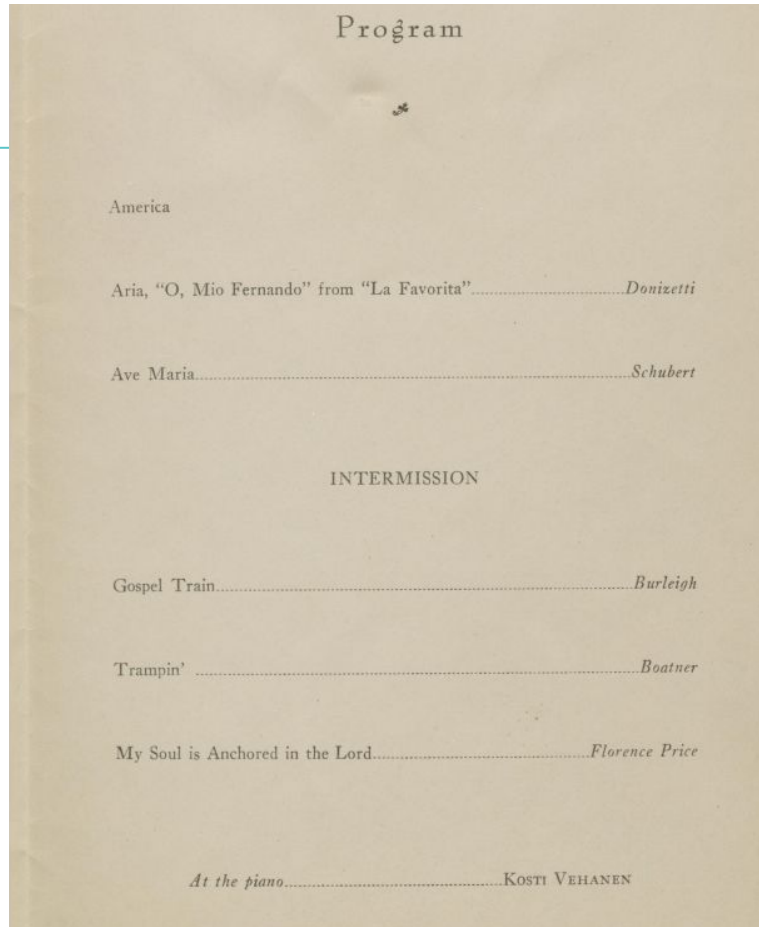 Program
America
Aria, “O, Mio Fernando” from “La Favorita”..............................Donizetti
Ave Maria....................................................................................Schubert
INTERMISSION
Gospel Train................................................................................Burleigh
Trampin’ ......................................................................................Boatner
My Soul is Anchored in the Lord..........................................Florence Price
At the piano..........................................KOSTI VEHANEN